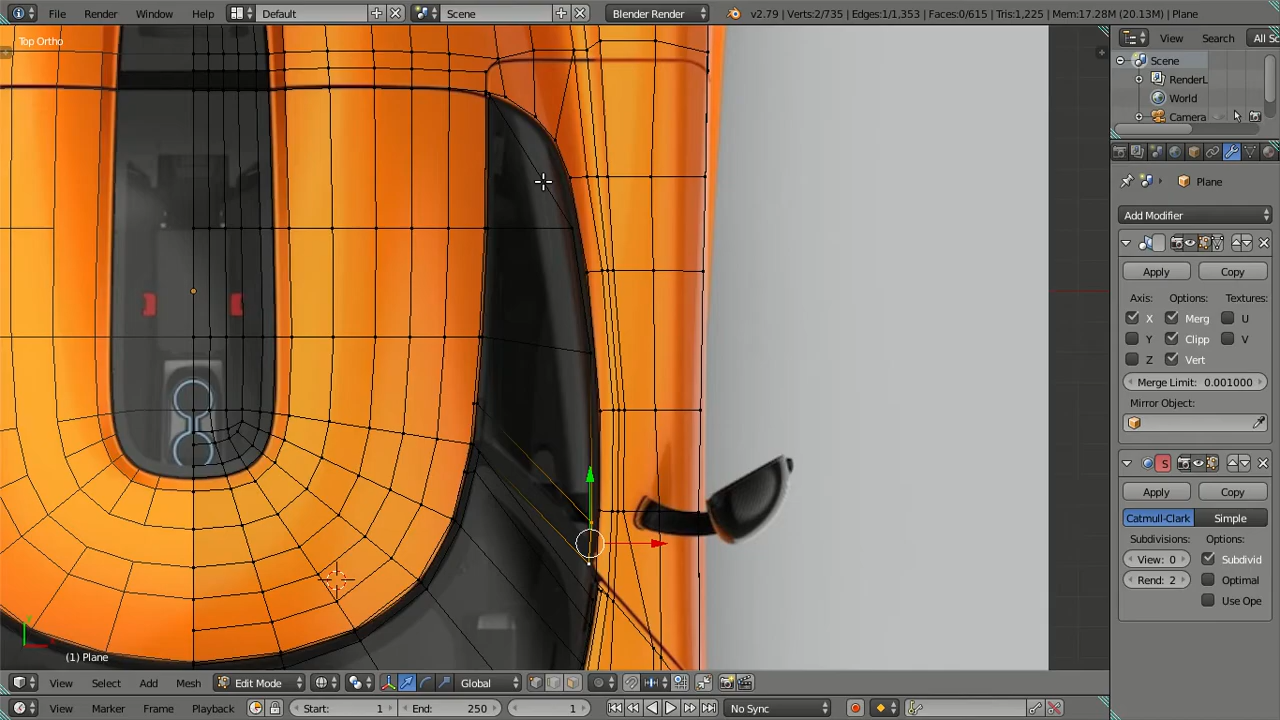 File Render Window Help Default Scene Blender Render v2.79 | Verts:2/735 | Edges:1/1,353 | Faces:0/615 | Tris:1,225 | Mem:17.28M (20.13M) | Plane
Top Ortho
View Search All Sc
Scene
RenderL
World
Camera
Plane
Add Modifier
Apply Copy
Axis: Options: Textures:
X Merg U
Y Clipp V
Z Vert
Merge Limit: 0.001000
Mirror Object:
S
Apply Copy
Catmull-Clark Simple
Subdivisions: Options:
View: 0 Subdivid
Rend: 2 Optimal
Use Ope
(1) Plane
View Select Add Mesh Edit Mode Global
View Marker Frame Playback Start: 1 End: 250 1 No Sync